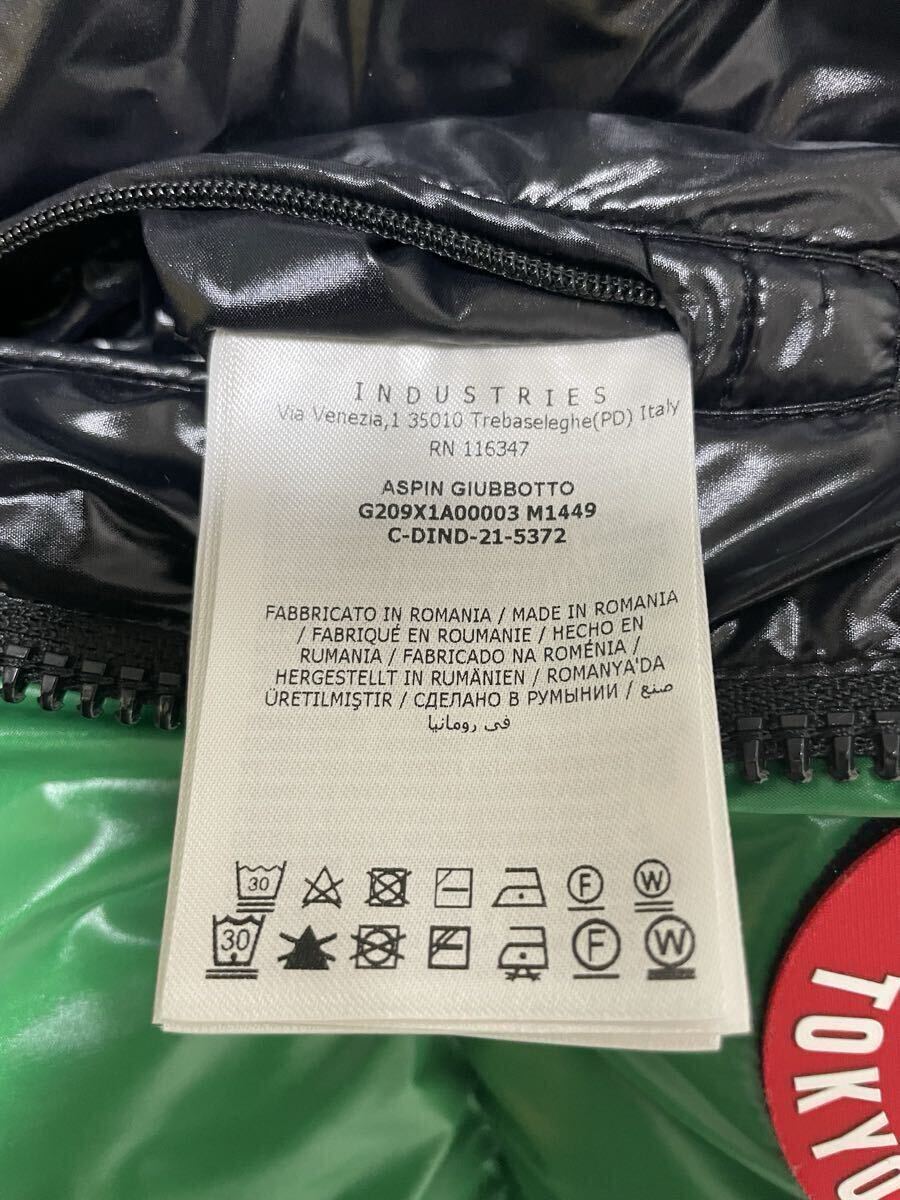 INDUSTRIES
Via Venezia,1 35010 Trebaseleghe(PD) Italy
RN 116347
ASPIN GIUBBOTTO
G209X1A00003 M1449
C-DIND-21-5372
FABBRICATO IN ROMANIA / MADE IN ROMANIA
/ FABRIQUÉ EN ROUMANIE / HECHO EN
RUMANIA / FABRICADO NA ROMÉNIA /
HERGESTELLT IN RUMÄNIEN / ROMANYA'DA
ÜRETILMIŞTIR / СДЕЛАНО В РУМЫНИИ / صنع
في رومانيا
30 F W
30 F W
TOKYO